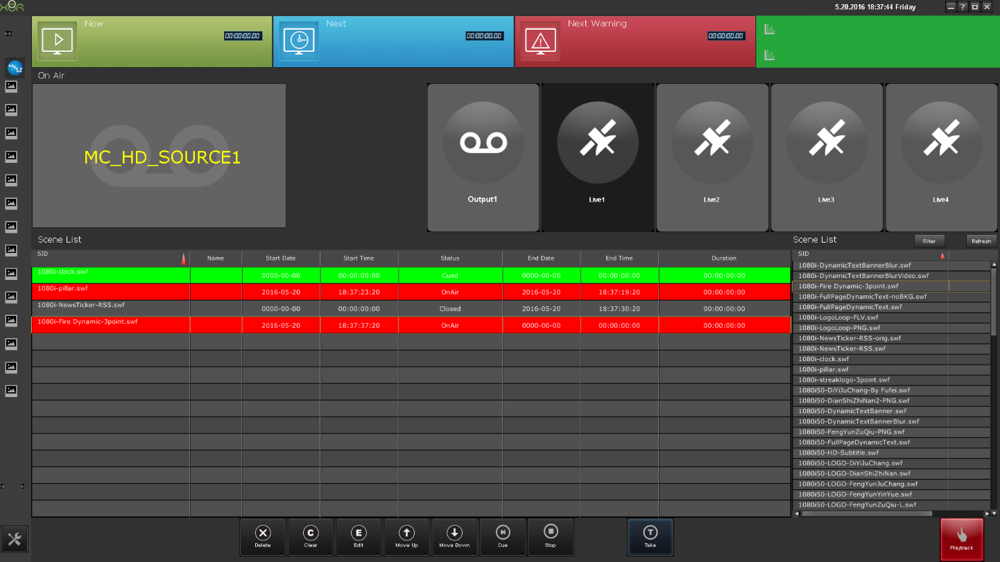 X8R
5.20.2016 18:37:44 Friday
Now
00:00:00.00
Next
00:00:00.00
Next Warning
00:00:00.00
On Air
MC_HD_SOURCE1
Output1
Live1
Live2
Live3
Live4
Scene List
SID Name Start Date Start Time Status End Date End Time Duration
1080i-clock.swf 0000-00-00 00:00:00:00 Cued 0000-00-00 00:00:00:00 00:00:00:00
1080i-pillar.swf 2016-05-20 18:37:23:20 OnAir 2016-05-20 18:37:19:20 00:00:00:00
1080i-NewsTicker-RSS.swf 0000-00-00 00:00:00:00 Closed 2016-05-20 18:37:30:20 00:00:00:00
1080i-Fire Dynamic-3point.swf 2016-05-20 18:37:37:20 OnAir 0000-00-00 00:00:00:00 00:00:00:00
Scene List Filter Refresh
SID
1080i-DynamicTextBannerBlur.swf
1080i-DynamicTextBannerBlurVideo.swf
1080i-Fire Dynamic-3point.swf
1080i-FullPageDynamicText-noBKG.swf
1080i-FullPageDynamicText.swf
1080i-LogoLoop-FLV.swf
1080i-LogoLoop-PNG.swf
1080i-NewsTicker-RSS-orig.swf
1080i-NewsTicker-RSS.swf
1080i-clock.swf
1080i-pillar.swf
1080i-streaklogo-3point.swf
1080i50-DiYiJuChang-By Fufei.swf
1080i50-DianShiZhiNan2-PNG.swf
1080i50-DynamicTextBanner.swf
1080i50-DynamicTextBannerBlur.swf
1080i50-FengYunZuQiu-PNG.swf
1080i50-FullPageDynamicText.swf
1080i50-HD-Subtitle.swf
1080i50-LOGO-DiYiJuChang.swf
1080i50-LOGO-DianShiZhiNan.swf
1080i50-LOGO-FengYunJuChang.swf
1080i50-LOGO-FengYunYinYue.swf
1080i50-LOGO-FengYunZuQiu-L.swf
Delete
C Clear
E Edit
Move Up
Move Down
Cue
Stop
T Take
Playback